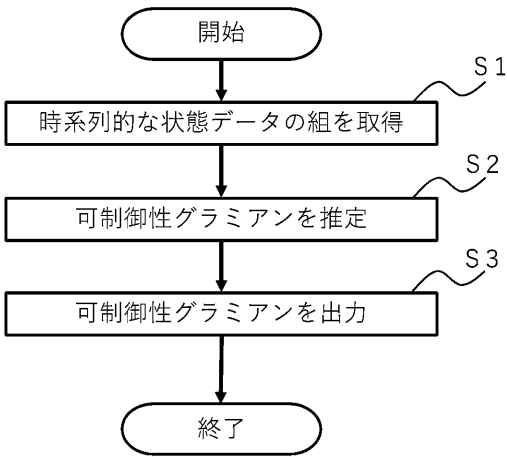 開始
S1
時系列的な状態データの組を取得
S2
可制御性グラミアンを推定
S3
可制御性グラミアンを出力
終了